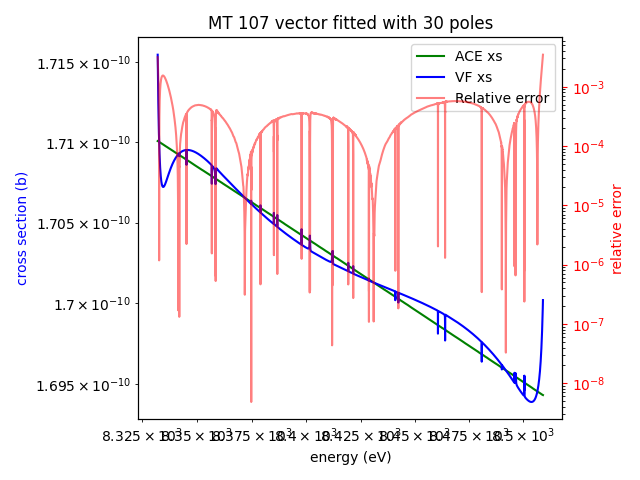 MT 107 vector fitted with 30 poles
ACE xs
VF xs
Relative error
1.715 × 10⁻¹⁰
1.71 × 10⁻¹⁰
1.705 × 10⁻¹⁰
1.7 × 10⁻¹⁰
1.695 × 10⁻¹⁰
cross section (b)
10⁻³
10⁻⁴
10⁻⁵
10⁻⁶
10⁻⁷
10⁻⁸
relative error
energy (eV)